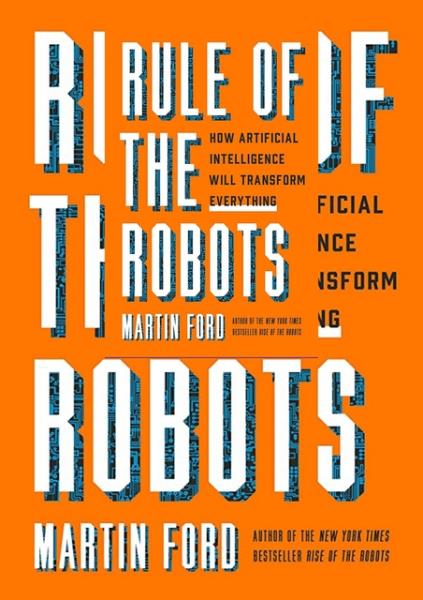 RULE OF
THE
ROBOTS
HOW ARTIFICIAL
INTELLIGENCE
WILL TRANSFORM
EVERYTHING
MARTIN FORD
AUTHOR OF THE NEW YORK TIMES
BESTSELLER RISE OF THE ROBOTS
R
OF
TH
FICIAL
NCE
NSFORM
NG
ROBOTS
MARTIN FORD
AUTHOR OF THE NEW YORK TIMES
BESTSELLER RISE OF THE ROBOTS